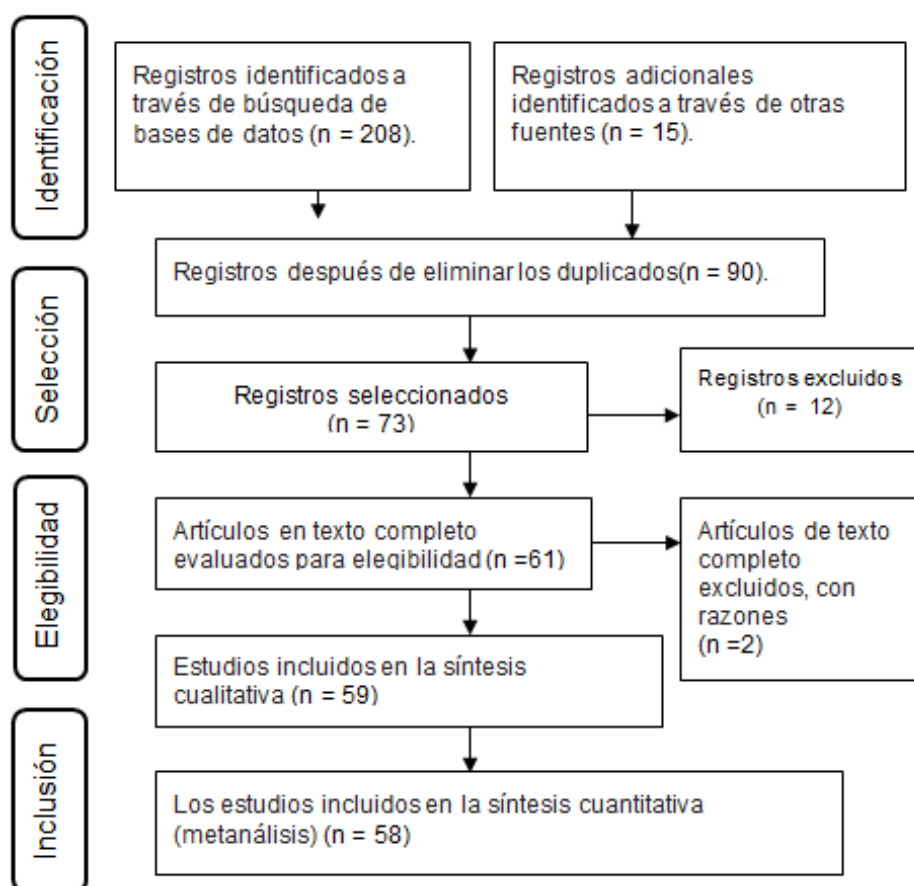 Identificación
Registros identificados a
través de búsqueda de
bases de datos (n = 208).
Registros adicionales
identificados a través de otras
fuentes (n = 15).
Registros después de eliminar los duplicados(n = 90).
Selección
Registros seleccionados
(n = 73)
Registros excluidos
(n = 12)
Elegibilidad
Artículos en texto completo
evaluados para elegibilidad (n =61)
Artículos de texto
completo
excluidos, con
razones
(n =2)
Estudios incluidos en la síntesis
cualitativa (n = 59)
Inclusión
Los estudios incluidos en la síntesis cuantitativa
(metanálisis) (n = 58)